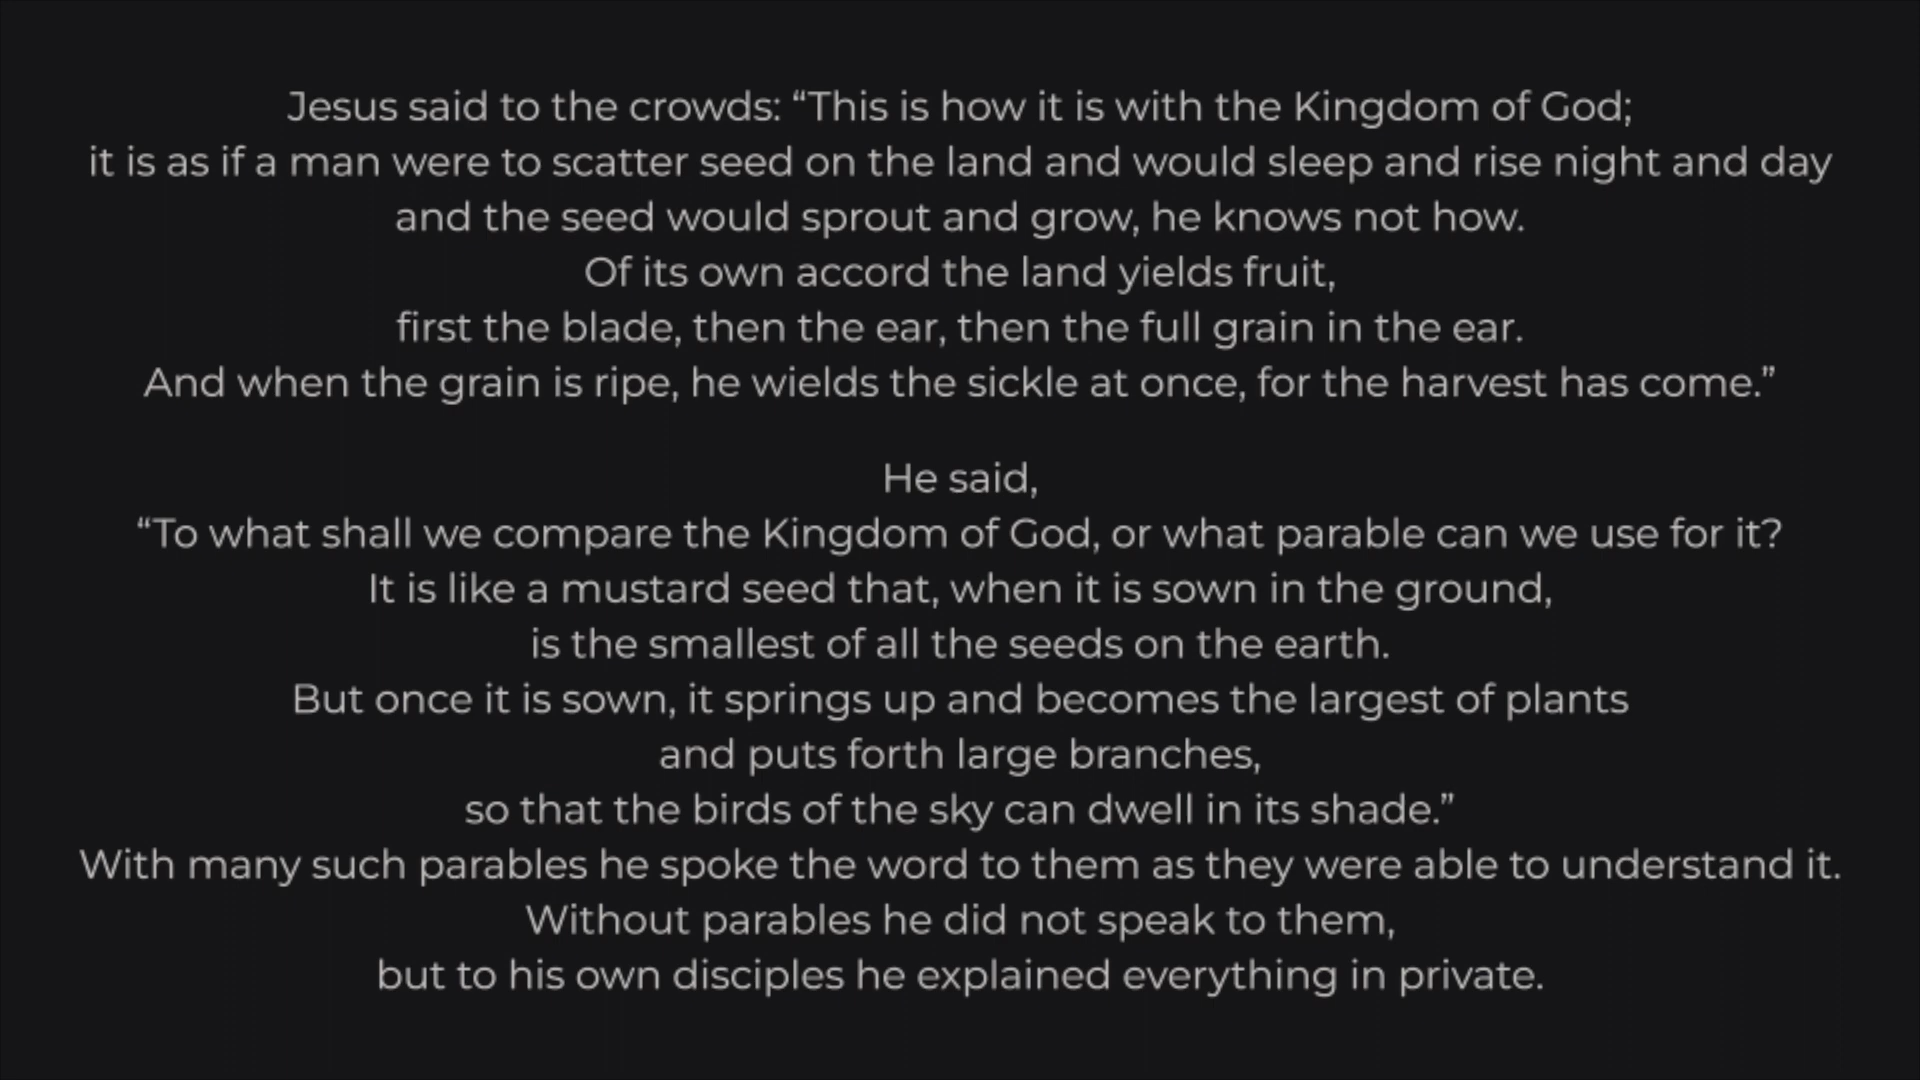 Jesus said to the crowds: “This is how it is with the Kingdom of God;
it is as if a man were to scatter seed on the land and would sleep and rise night and day
and the seed would sprout and grow, he knows not how.
Of its own accord the land yields fruit,
first the blade, then the ear, then the full grain in the ear.
And when the grain is ripe, he wields the sickle at once, for the harvest has come.”
He said,
“To what shall we compare the Kingdom of God, or what parable can we use for it?
It is like a mustard seed that, when it is sown in the ground,
is the smallest of all the seeds on the earth.
But once it is sown, it springs up and becomes the largest of plants
and puts forth large branches,
so that the birds of the sky can dwell in its shade.”
With many such parables he spoke the word to them as they were able to understand it.
Without parables he did not speak to them,
but to his own disciples he explained everything in private.